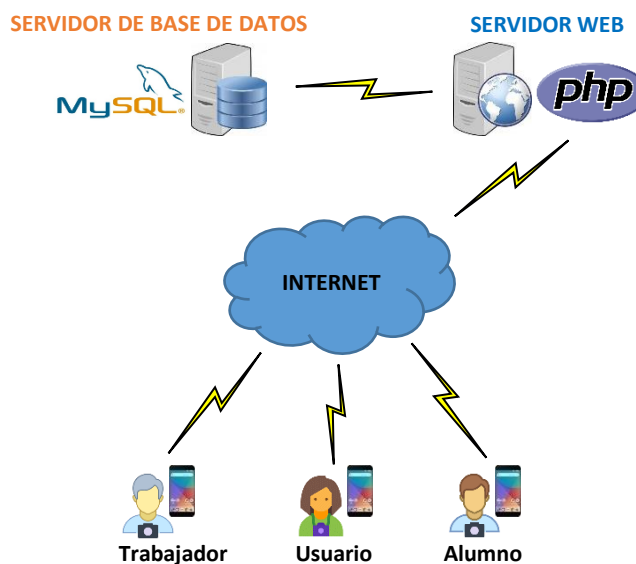 SERVIDOR DE BASE DE DATOS
SERVIDOR WEB
MySQL®
php
INTERNET
Trabajador
Usuario
Alumno